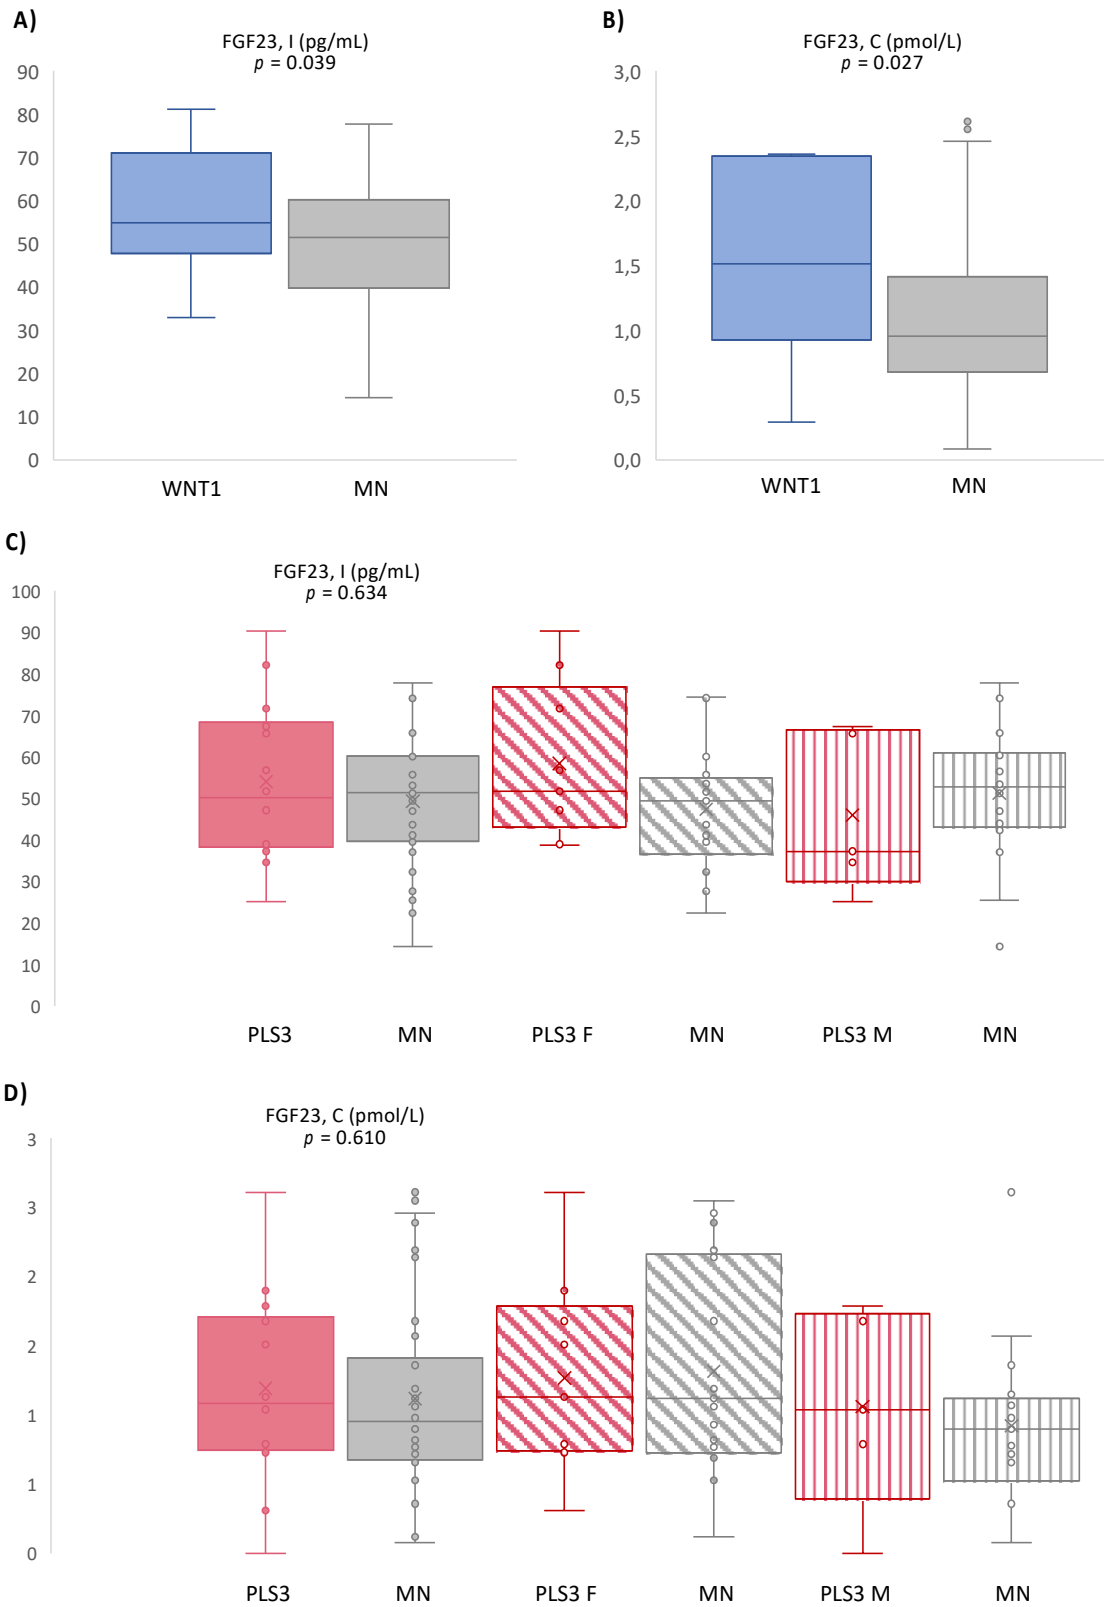 A)
FGF23, I (pg/mL)
p = 0.039
90
80
70
60
50
40
30
20
10
0
WNT1 MN
B)
FGF23, C (pmol/L)
p = 0.027
3,0
2,5
2,0
1,5
1,0
0,5
0,0
WNT1 MN
C)
FGF23, I (pg/mL)
p = 0.634
100
90
80
70
60
50
40
30
20
10
0
PLS3 MN PLS3 F MN PLS3 M MN
D)
FGF23, C (pmol/L)
p = 0.610
3
3
2
2
1
1
0
PLS3 MN PLS3 F MN PLS3 M MN